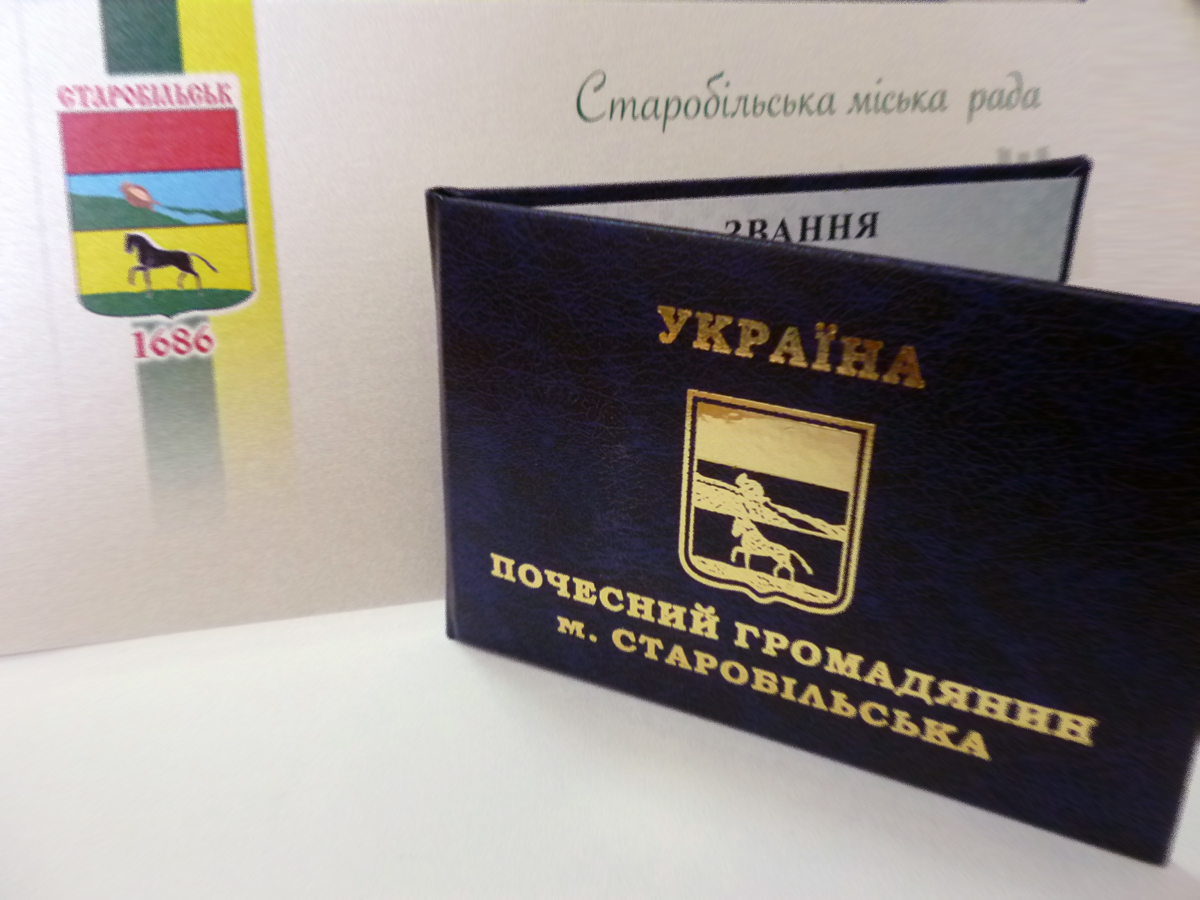 СТАРОБІЛЬСЬК
1686
Старобільська міська рада
ЗВАННЯ
УКРАЇНА
ПОЧЕСНИЙ ГРОМАДЯНИН
м. СТАРОБІЛЬСЬКА